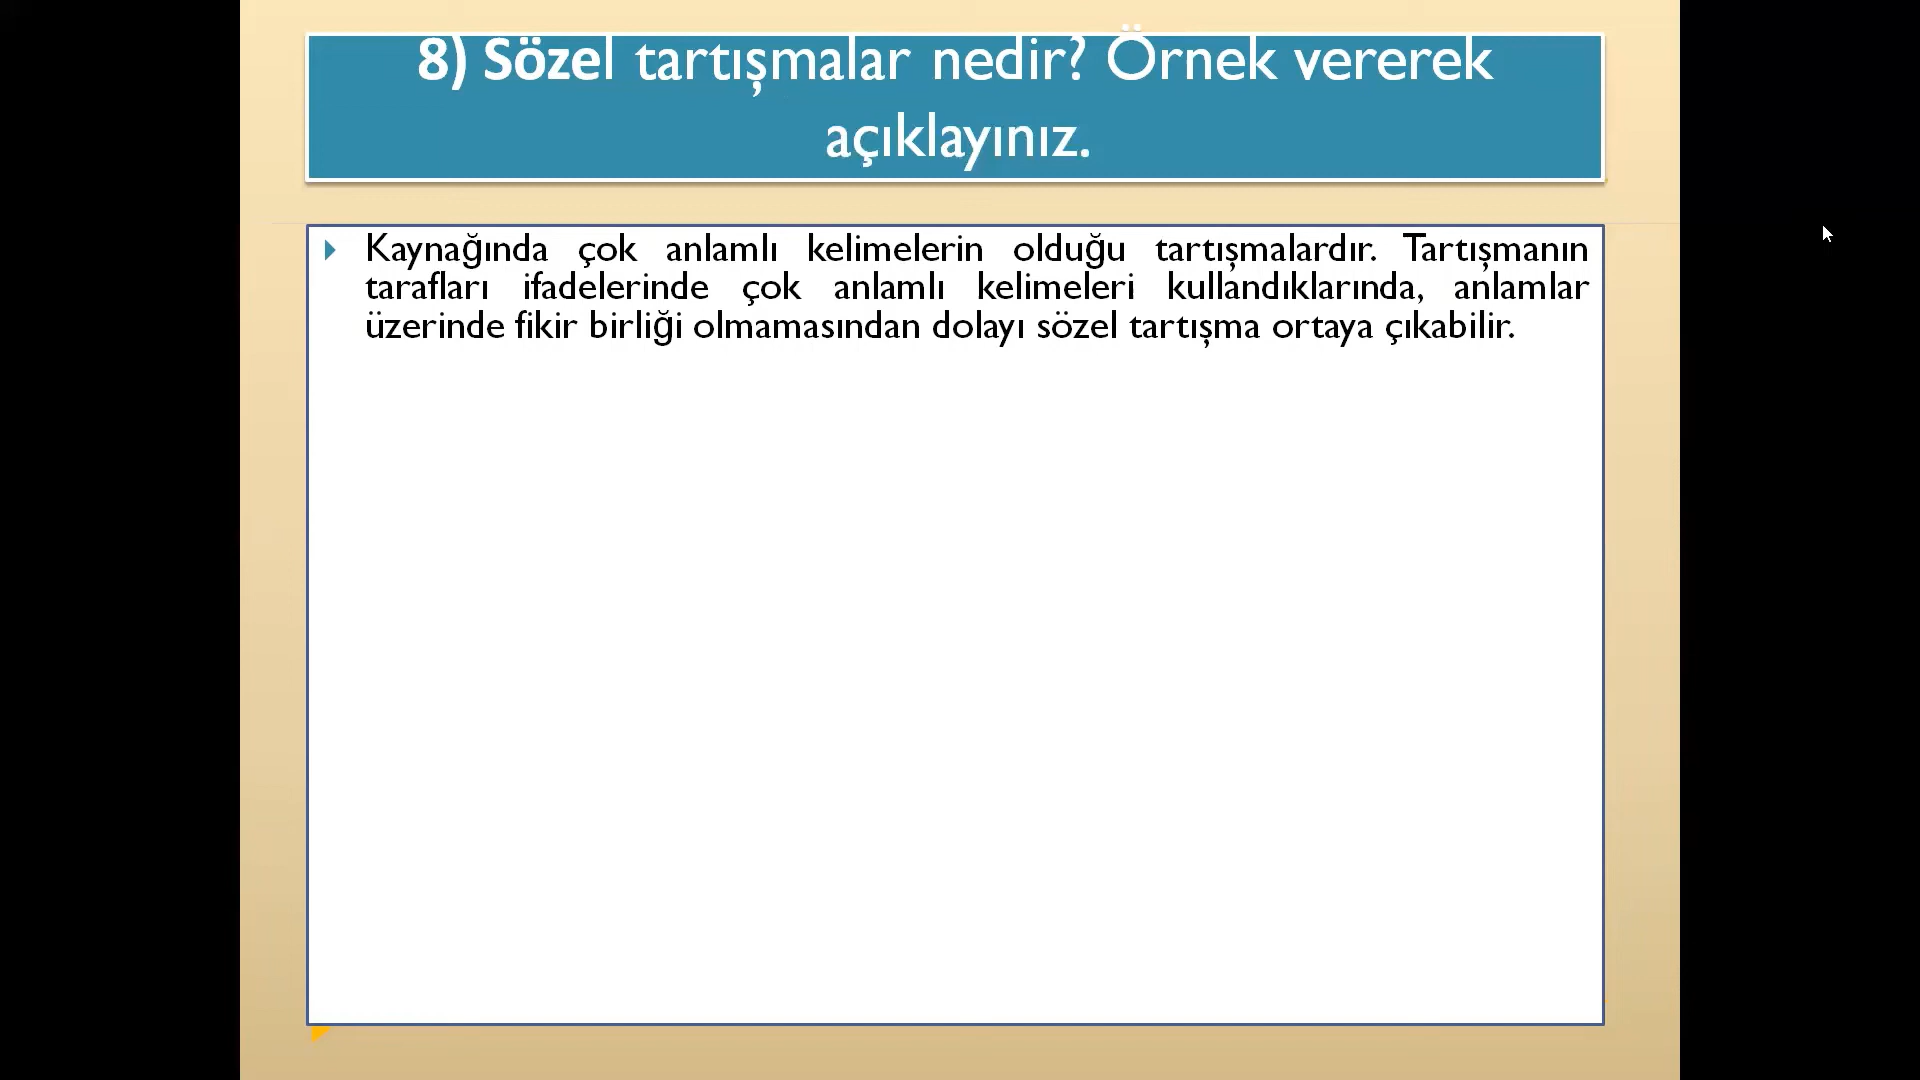 8) Sözel tartışmalar nedir? Örnek vererek
açıklayınız.
Kaynağında çok anlamlı kelimelerin olduğu tartışmalardır. Tartışmanın
tarafları ifadelerinde çok anlamlı kelimeleri kullandıklarında, anlamlar
üzerinde fikir birliği olmamasından dolayı sözel tartışma ortaya çıkabilir.